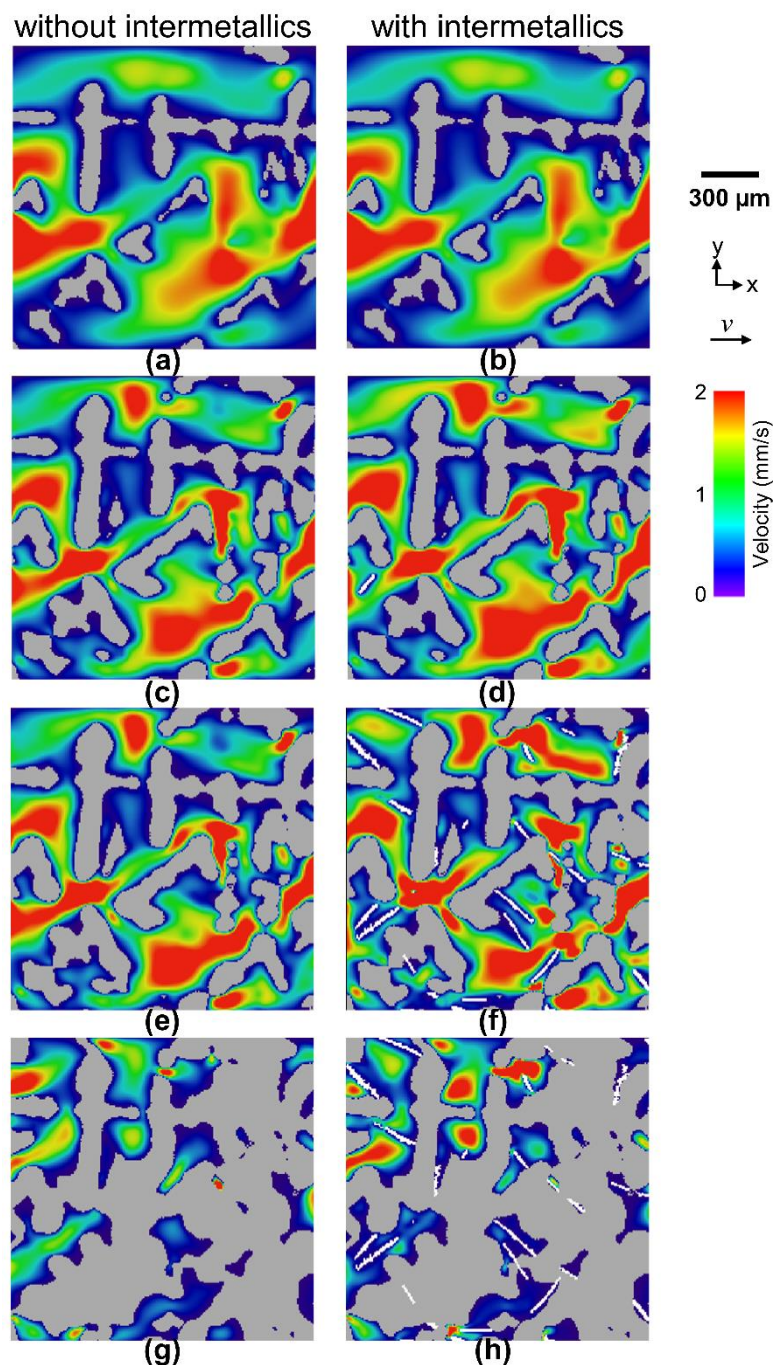 without intermetallics
with intermetallics
300 µm
y
x
v
(a)
(b)
2
1
0
Velocity (mm/s)
(c)
(d)
(e)
(f)
(g)
(h)